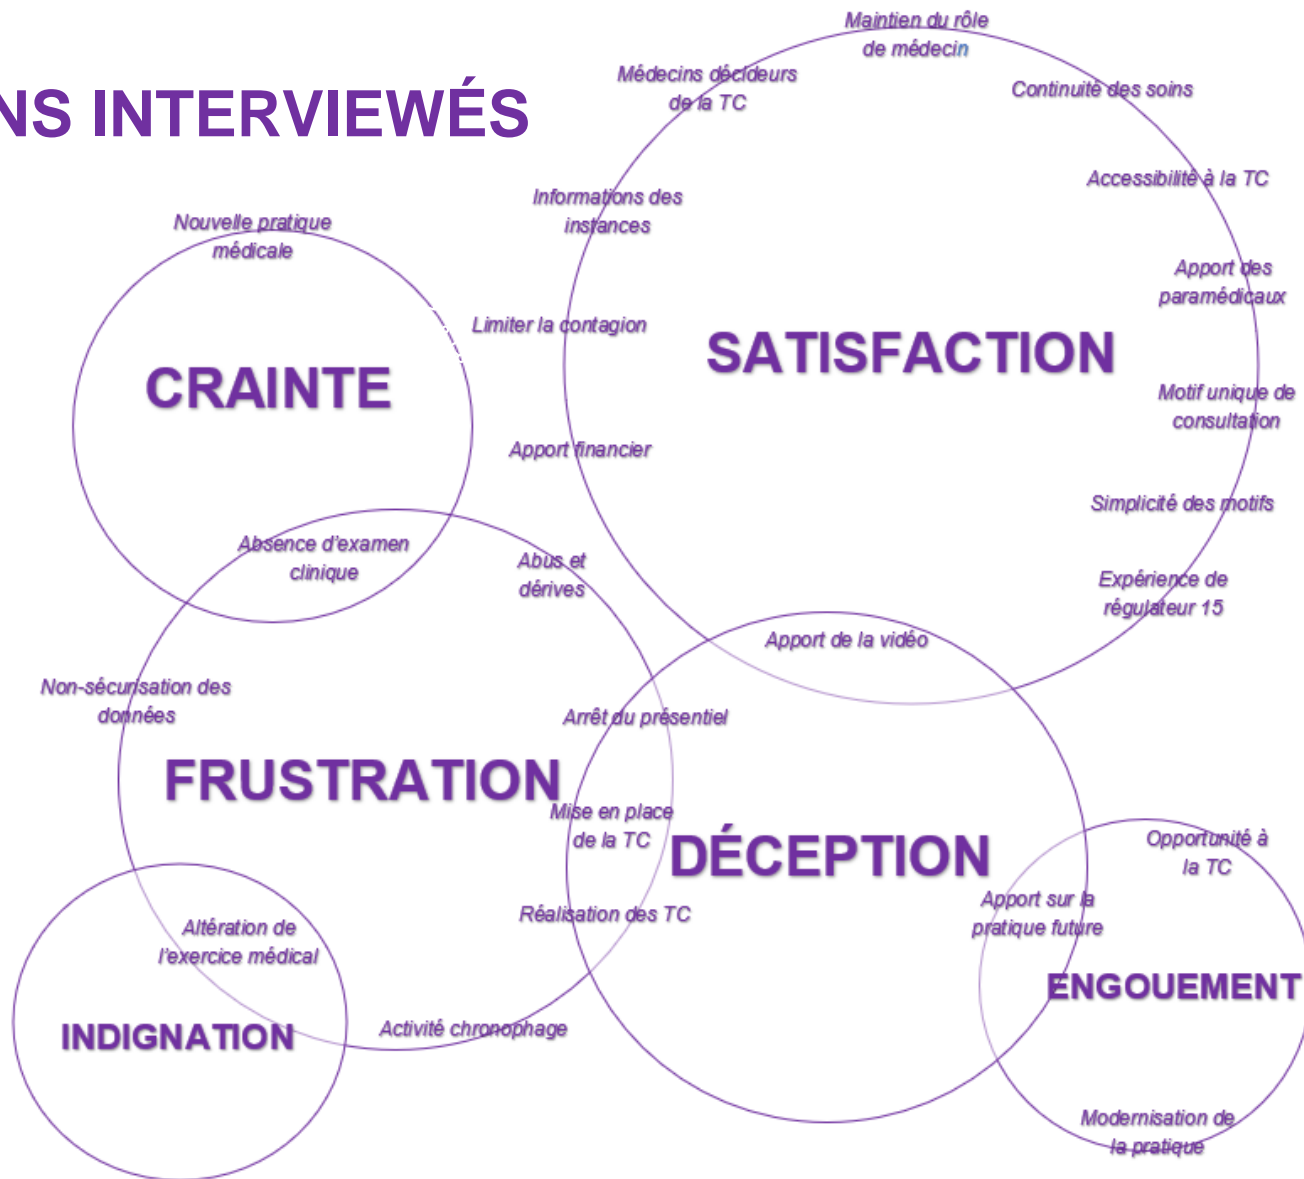 NS INTERVIEWÉS
Maintien du rôle
de médecin
Médecins décideurs
de la TC
Continuité des soins
Accessibilité à la TC
Informations des
instances
Nouvelle pratique
médicale
Apport des
paramédicaux
Limiter la contagion
SATISFACTION
CRAINTE
Motif unique de
consultation
Apport financier
Simplicité des motifs
Absence d'examen
clinique
Abus et
dérives
Expérience de
régulateur 15
Apport de la vidéo
Non-sécurisation des
données
Arrêt du présentiel
FRUSTRATION
Mise en place
de la TC
DÉCEPTION
Opportunité à
la TC
Apport sur la
pratique future
Réalisation des TC
Altération de
l'exercice médical
ENGOUEMENT
INDIGNATION
Activité chronophage
Modernisation de
la pratique